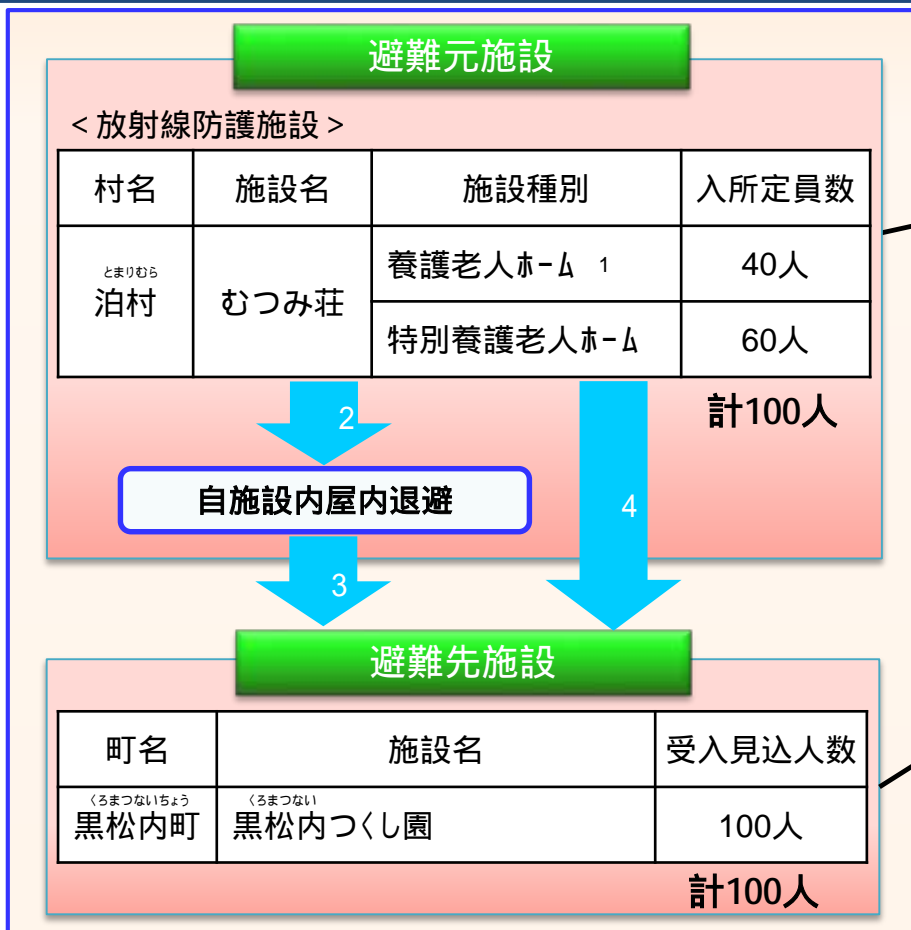 避難元施設
＜放射線防護施設＞
村名 施設名 施設種別 入所定員数
とまりむら
泊村 むつみ荘 養護老人ﾎｰﾑ 1 40人
特別養護老人ﾎｰﾑ 60人
計100人
2
自施設内屋内退避
4
3
避難先施設
町名 施設名 受入見込人数
くろまつないちょう くろまつない
黒松内町 黒松内つくし園 100人
計100人